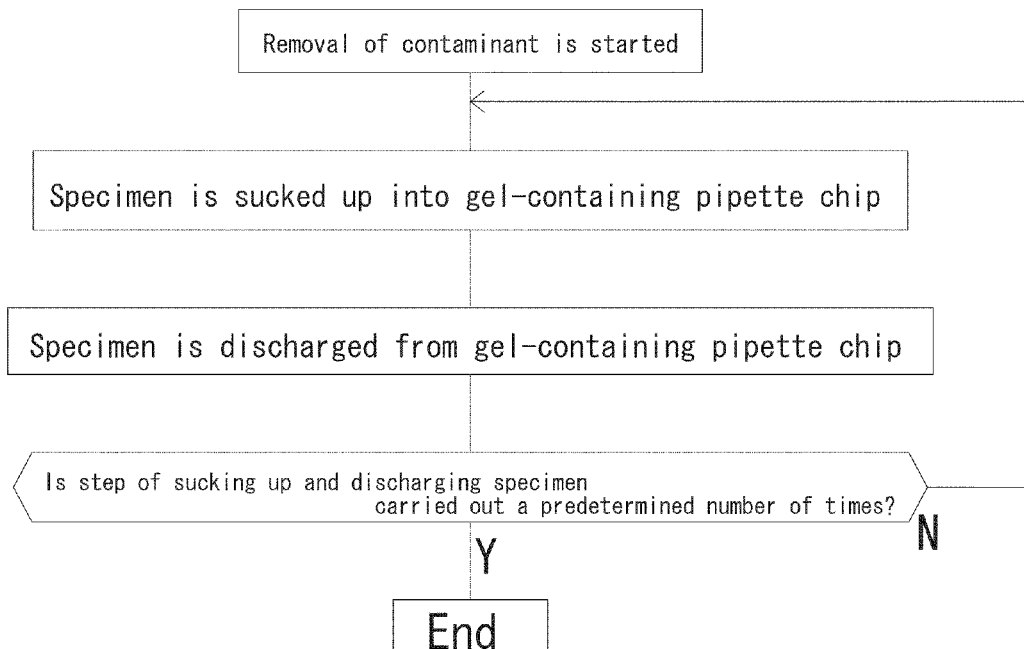 Removal of contaminant is started
Specimen is sucked up into gel-containing pipette chip
Specimen is discharged from gel-containing pipette chip
Is step of sucking up and discharging specimen
carried out a predetermined number of times?
N
Y
End